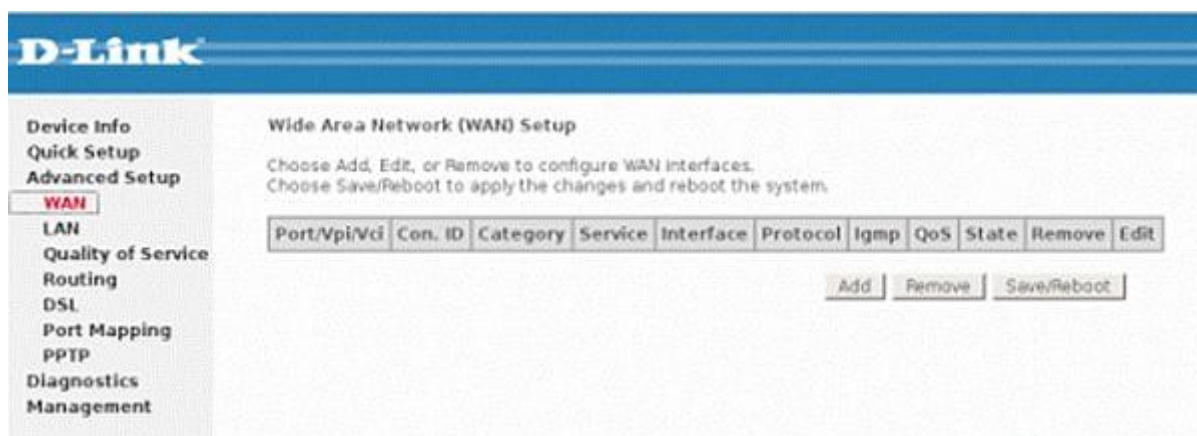 D-Link
Device Info
Quick Setup
Advanced Setup
WAN
LAN
Quality of Service
Routing
DSL
Port Mapping
PPTP
Diagnostics
Management
Wide Area Network (WAN) Setup
Choose Add, Edit, or Remove to configure WAN interfaces.
Choose Save/Reboot to apply the changes and reboot the system.
Port/Vpi/Vci Con. ID Category Service Interface Protocol Igmp QoS State Remove Edit
Add Remove Save/Reboot